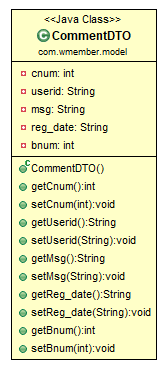 <<Java Class>>
CommentDTO
com.wmember.model
cnum: int
userid: String
msg: String
reg_date: String
bnum: int
CommentDTO()
getCnum():int
setCnum(int):void
getUserid():String
setUserid(String):void
getMsg():String
setMsg(String):void
getReg_date():String
setReg_date(String):void
getBnum():int
setBnum(int):void